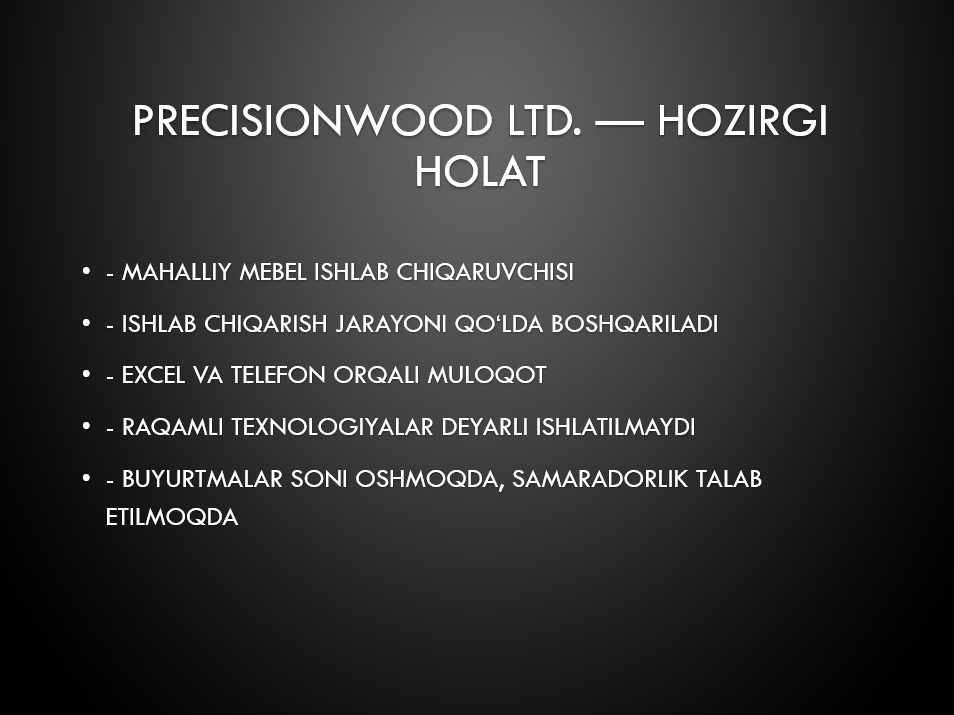 PRECISIONWOOD LTD. — HOZIRGI
HOLAT
• - MAHALLIY MEBEL ISHLAB CHIQARUVCHISI
• - ISHLAB CHIQARISH JARAYONI QO‘LDA BOSHQARILADI
• - EXCEL VA TELEFON ORQALI MULOQOT
• - RAQAMLI TEXNOLOGIYALAR DEYARLI ISHLATILMAYDI
• - BUYURTMALAR SONI OSHMOQDA, SAMARADORLIK TALAB
ETILMOQDA